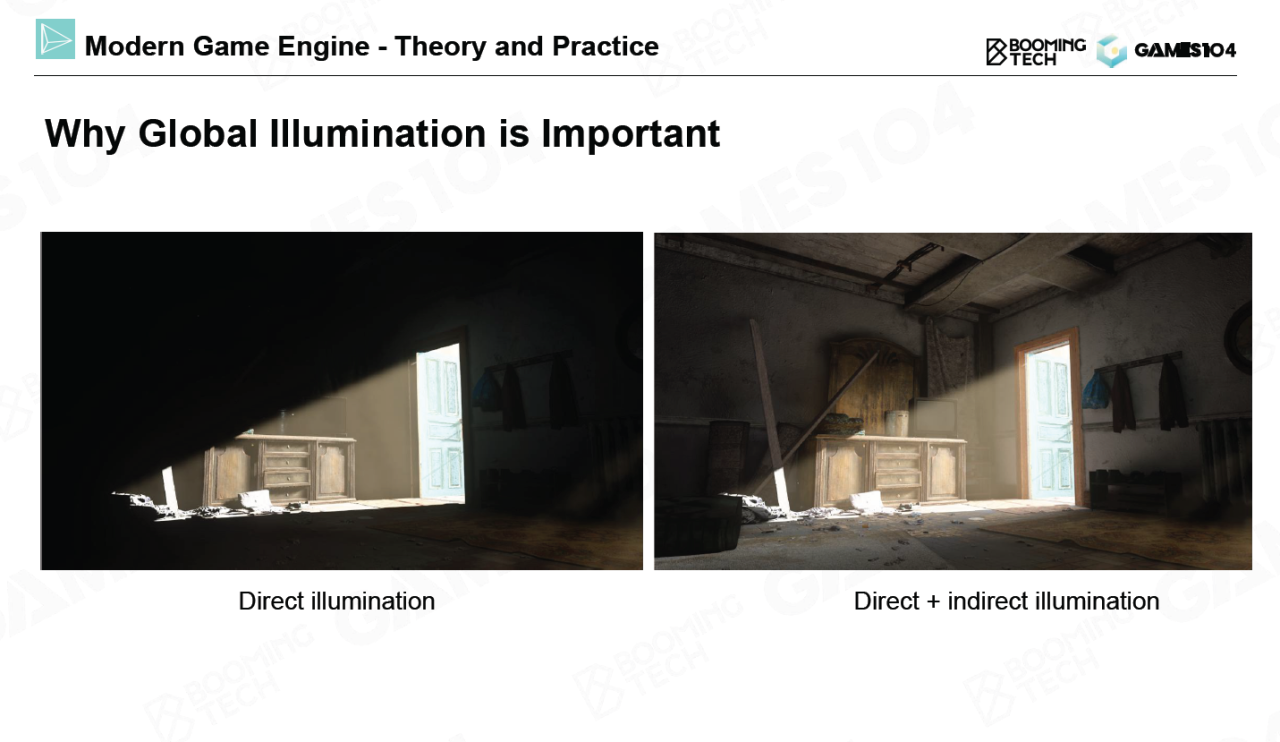 Modern Game Engine - Theory and Practice
BOOMING
TECH
GAMES104
Why Global Illumination is Important
Direct illumination
Direct + indirect illumination